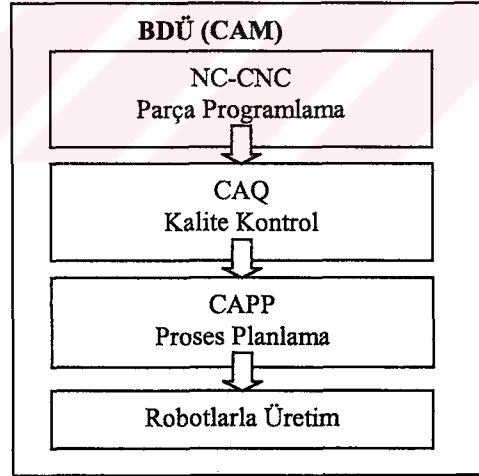 BDÜ (CAM)
NC-CNC
Parça Programlama
CAQ
Kalite Kontrol
CAPP
Proses Planlama
Robotlarla Üretim